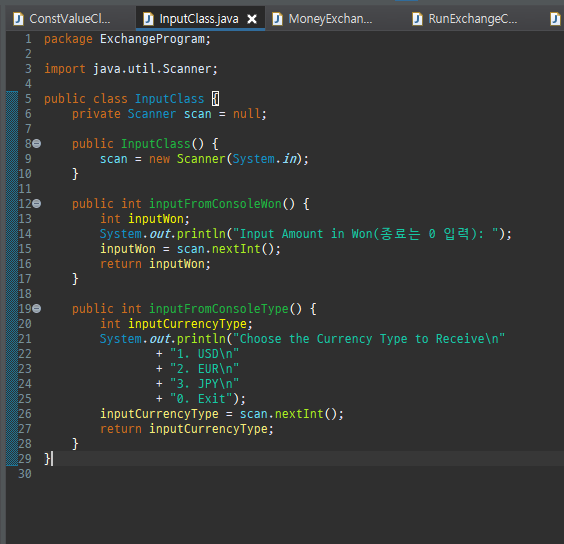 ConstValueCl... InputClass.java MoneyExchan... RunExchangeC...
1 package ExchangeProgram;
2
3 import java.util.Scanner;
4
5 public class InputClass {
6     private Scanner scan = null;
7
8     public InputClass() {
9         scan = new Scanner(System.in);
10     }
11
12     public int inputFromConsoleWon() {
13         int inputWon;
14         System.out.println("Input Amount in Won(종료는 0 입력): ");
15         inputWon = scan.nextInt();
16         return inputWon;
17     }
18
19     public int inputFromConsoleType() {
20         int inputCurrencyType;
21         System.out.println("Choose the Currency Type to Receive\n"
22                 + "1. USD\n"
23                 + "2. EUR\n"
24                 + "3. JPY\n"
25                 + "0. Exit");
26         inputCurrencyType = scan.nextInt();
27         return inputCurrencyType;
28     }
29 }
30